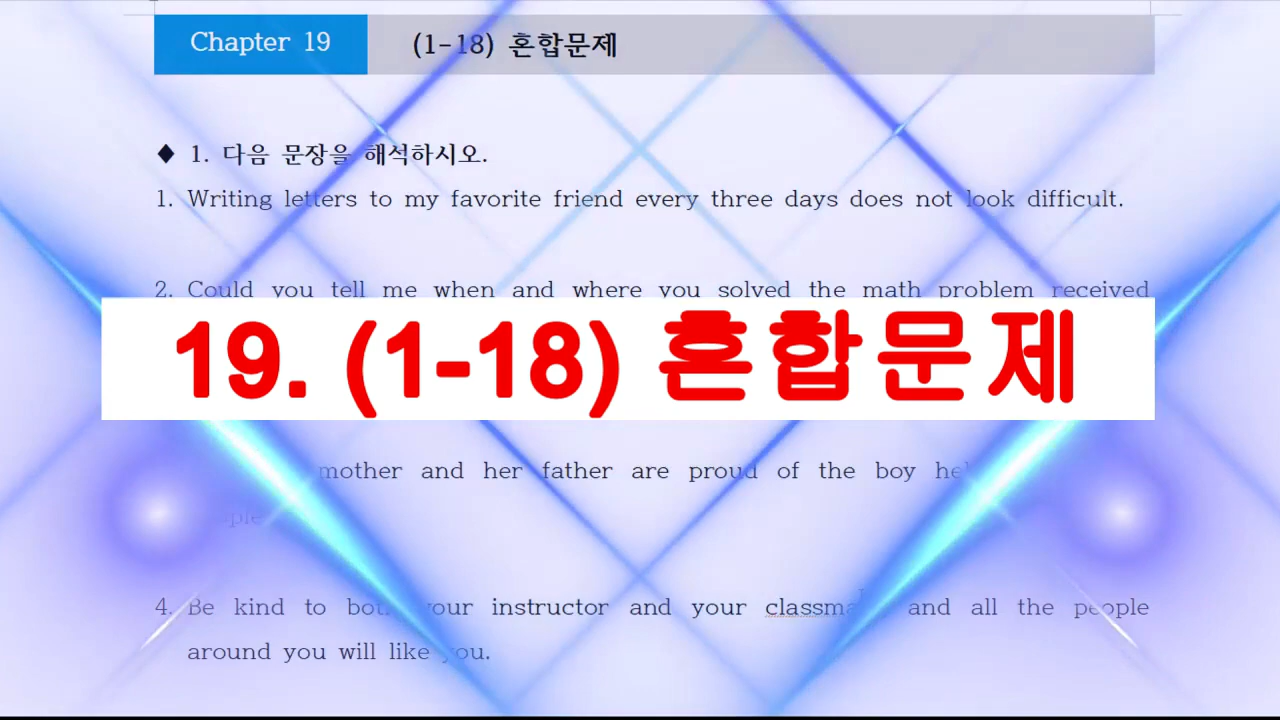 Chapter 19 (1-18) 혼합문제
◆ 1. 다음 문장을 해석하시오.
1. Writing letters to my favorite friend every three days does not look difficult.
2. Could you tell me when and where you solved the math problem received
19. (1-18) 혼합문제
mother and her father are proud of the boy
4. Be kind to both your instructor and your and all the people
around you will like you.